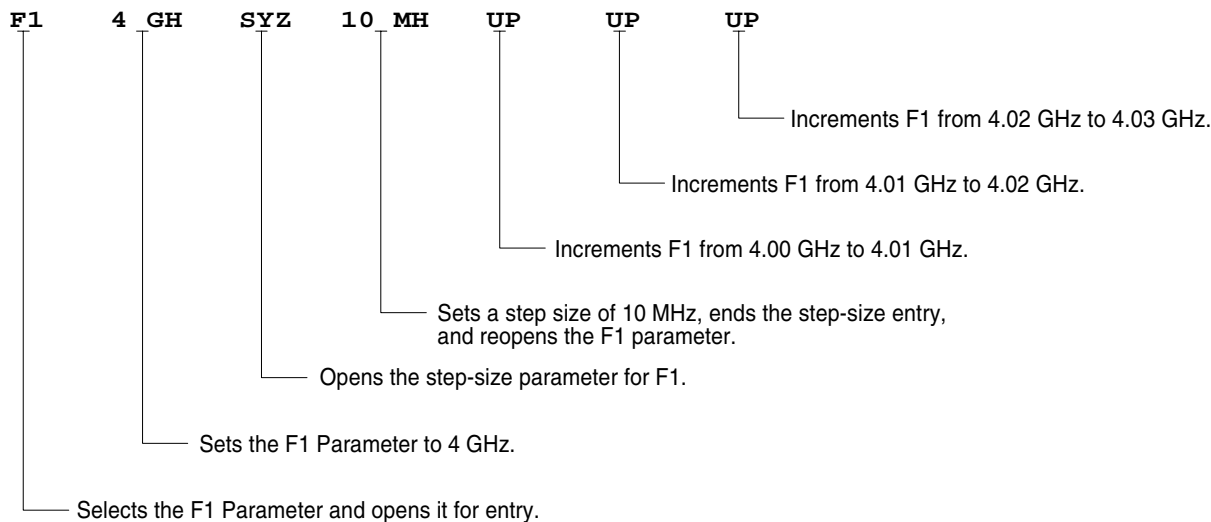 F1 4 GH SYZ 10 MH UP UP UP
Increments F1 from 4.02 GHz to 4.03 GHz.
Increments F1 from 4.01 GHz to 4.02 GHz.
Increments F1 from 4.00 GHz to 4.01 GHz.
Sets a step size of 10 MHz, ends the step-size entry,
and reopens the F1 parameter.
Opens the step-size parameter for F1.
Sets the F1 Parameter to 4 GHz.
Selects the F1 Parameter and opens it for entry.